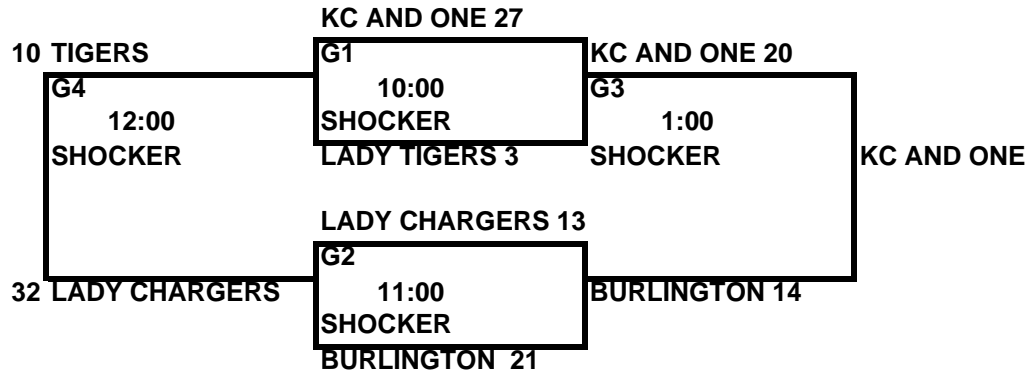 KC AND ONE 27
10 TIGERS
G1
KC AND ONE 20
G4
10:00
G3
12:00
SHOCKER
1:00
SHOCKER
LADY TIGERS 3
SHOCKER
KC AND ONE
LADY CHARGERS 13
G2
32 LADY CHARGERS
11:00
BURLINGTON 14
SHOCKER
BURLINGTON  21